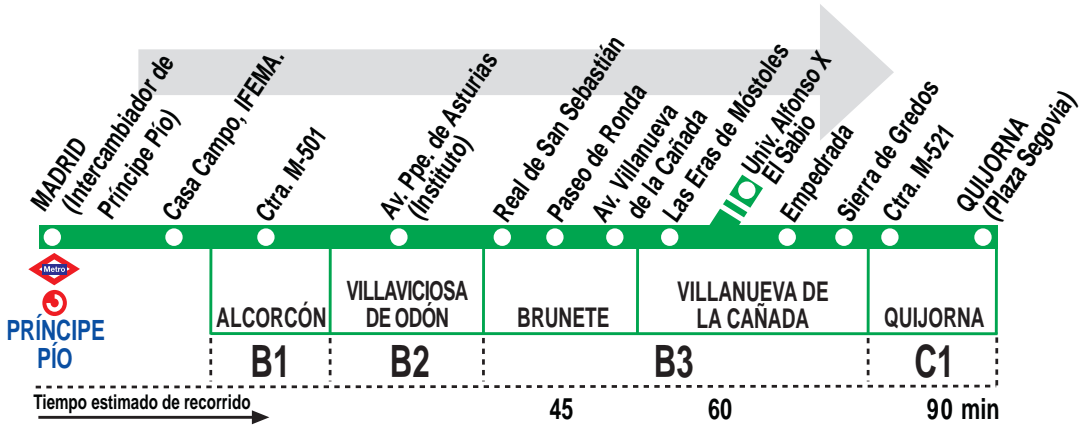 MADRID
(Intercambiador de
Príncipe Pío)
Casa Campo, IFEMA.
Ctra. M-501
Av. Ppe. de Asturias
(Instituto)
Real de San Sebastián
Paseo de Ronda
Av. Villanueva
de la Cañada
Las Eras de Móstoles
Univ. Alfonso X
El Sabio
Empedrada
Sierra de Gredos
Ctra. M-521
QUIJORNA
(Plaza Segovia)
Metro
PRÍNCIPE
PÍO
ALCORCÓN
VILLAVICIOSA
DE ODÓN
BRUNETE
VILLANUEVA DE
LA CAÑADA
QUIJORNA
B1
B2
B3
C1
Tiempo estimado de recorrido
45
60
90 min